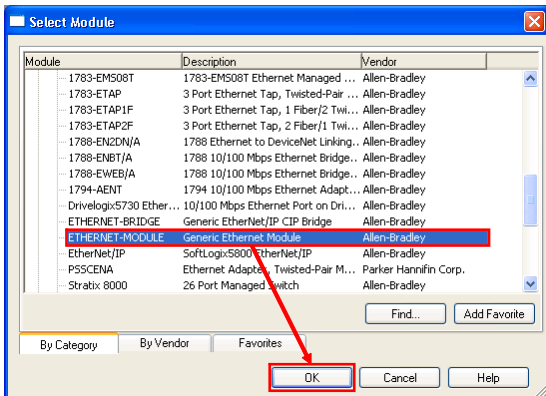 Select Module
Module Description Vendor
1783-EMS08T 1783-EMS08T Ethernet Managed ... Allen-Bradley
1783-ETAP 3 Port Ethernet Tap, Twisted-Pair ... Allen-Bradley
1783-ETAP1F 3 Port Ethernet Tap, 1 Fiber/2 Twi... Allen-Bradley
1783-ETAP2F 3 Port Ethernet Tap, 2 Fiber/1 Twi... Allen-Bradley
1788-EN2DN/A 1788 Ethernet to DeviceNet Linking.. Allen-Bradley
1788-ENBT/A 1788 10/100 Mbps Ethernet Bridge.. Allen-Bradley
1788-EWEB/A 1788 10/100 Mbps Ethernet Bridge.. Allen-Bradley
1794-AENT 1794 10/100 Mbps Ethernet Adapt... Allen-Bradley
Drivelogix5730 Ether... 10/100 Mbps Ethernet Port on Dri... Allen-Bradley
ETHERNET-BRIDGE Generic EtherNet/IP CIP Bridge Allen-Bradley
ETHERNET-MODULE Generic Ethernet Module Allen-Bradley
EtherNet/IP SoftLogix5800 EtherNet/IP Allen-Bradley
PSSCENA Ethernet Adapter, Twisted-Pair M... Parker Hannifin Corp.
Stratix 8000 26 Port Managed Switch Allen-Bradley
Find... Add Favorite
By Category By Vendor Favorites
OK Cancel Help